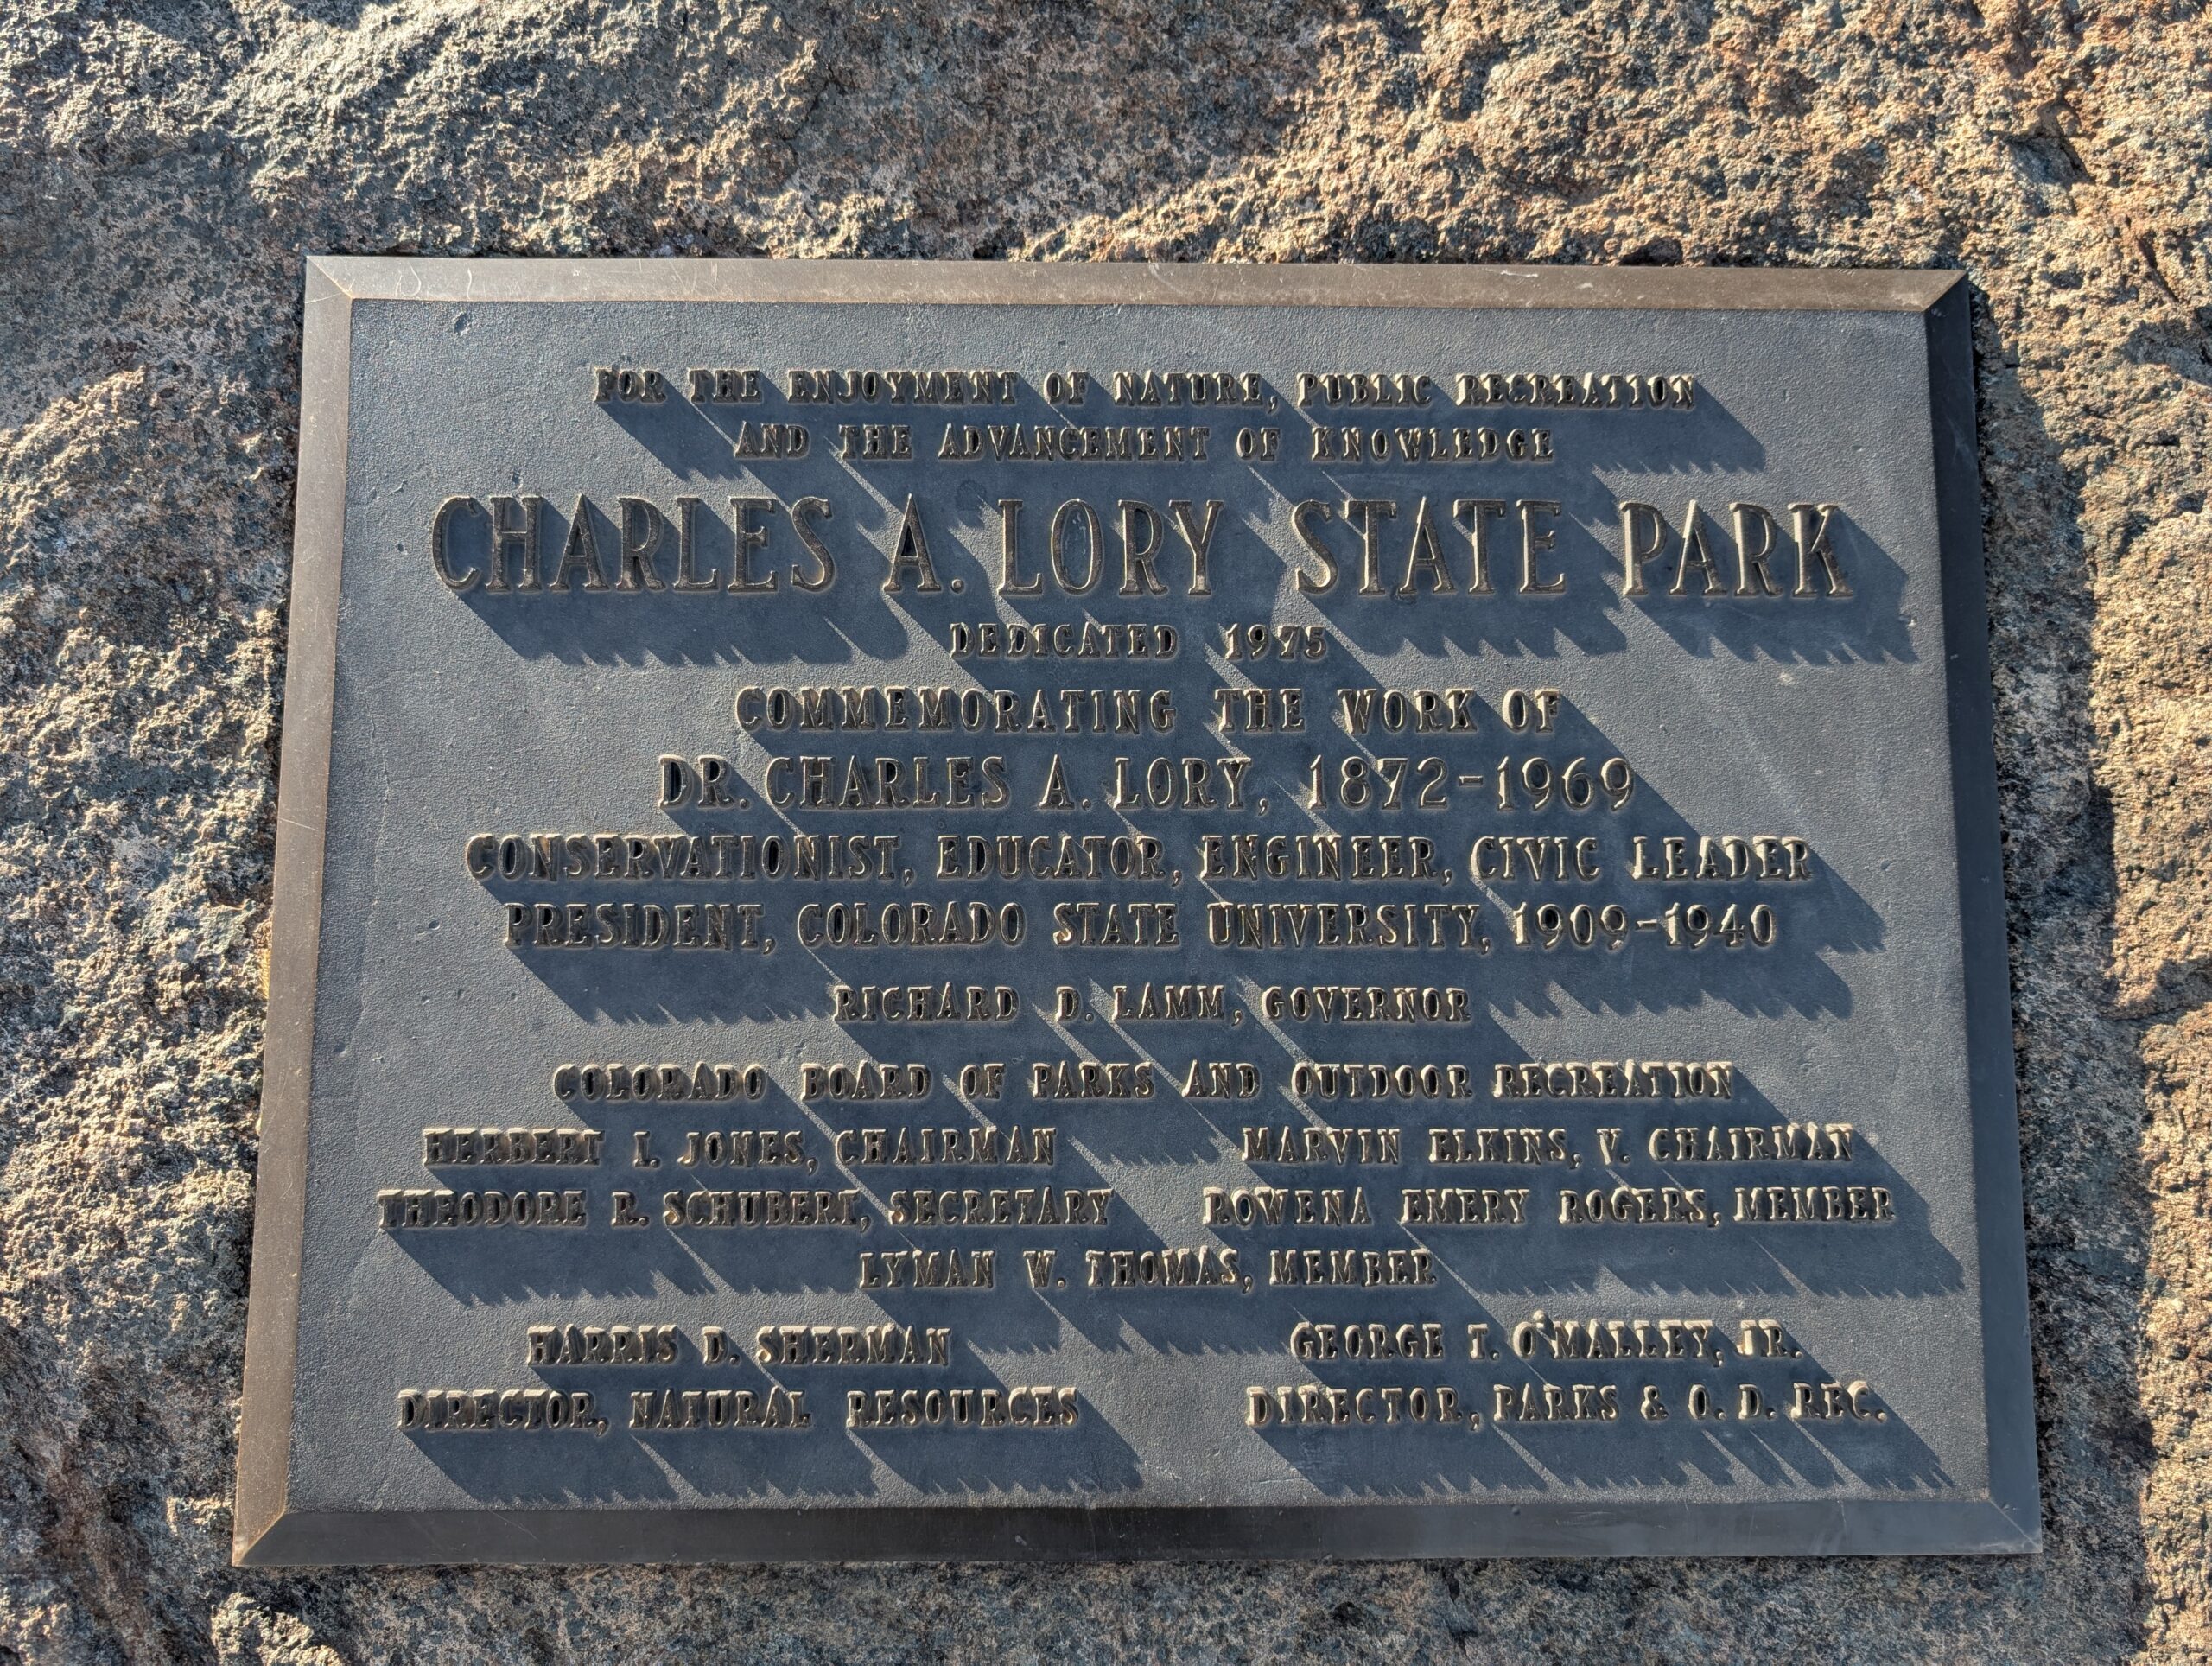 FOR THE ENJOYMENT OF NATURE, PUBLIC RECREATION
AND THE ADVANCEMENT OF KNOWLEDGE
CHARLES A. LORY STATE PARK
DEDICATED 1975
COMMEMORATING THE WORK OF
DR. CHARLES A. LORY, 1872-1969
CONSERVATIONIST, EDUCATOR, ENGINEER, CIVIC LEADER
PRESIDENT, COLORADO STATE UNIVERSITY, 1909-1940
RICHARD D. LAMM, GOVERNOR
COLORADO BOARD OF PARKS AND OUTDOOR RECREATION
HERBERT I. JONES, CHAIRMAN MARVIN ELKINS, V. CHAIRMAN
THEODORE R. SCHUBERT, SECRETARY ROWENA EMERY ROGERS, MEMBER
LYMAN W. THOMAS, MEMBER
HARRIS D. SHERMAN GEORGE T. O'MALLEY, JR.
DIRECTOR, NATURAL RESOURCES DIRECTOR, PARKS & O. D. REC.